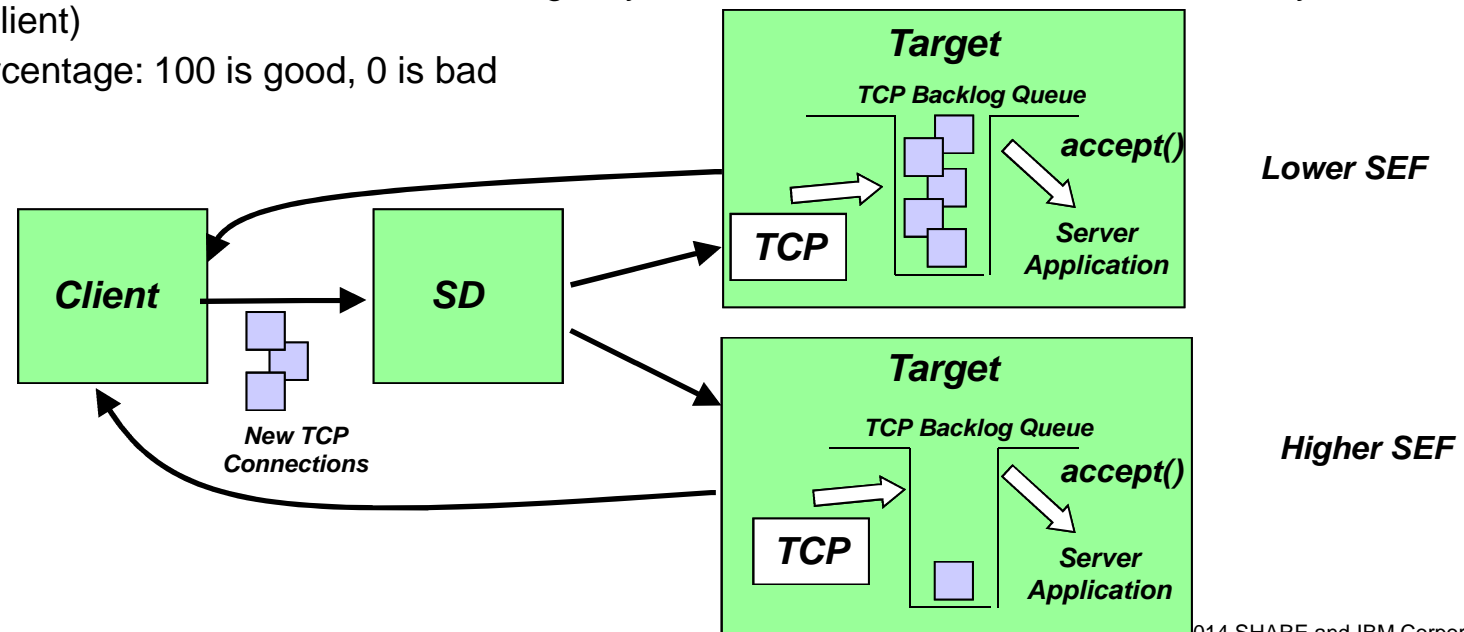 lient)
rcentage: 100 is good, 0 is bad
Target
TCP Backlog Queue
accept()
TCP
Server
Application
Lower SEF
Client
SD
New TCP
Connections
Target
TCP Backlog Queue
accept()
TCP
Server
Application
Higher SEF
014 SHARE and IBM Corpor